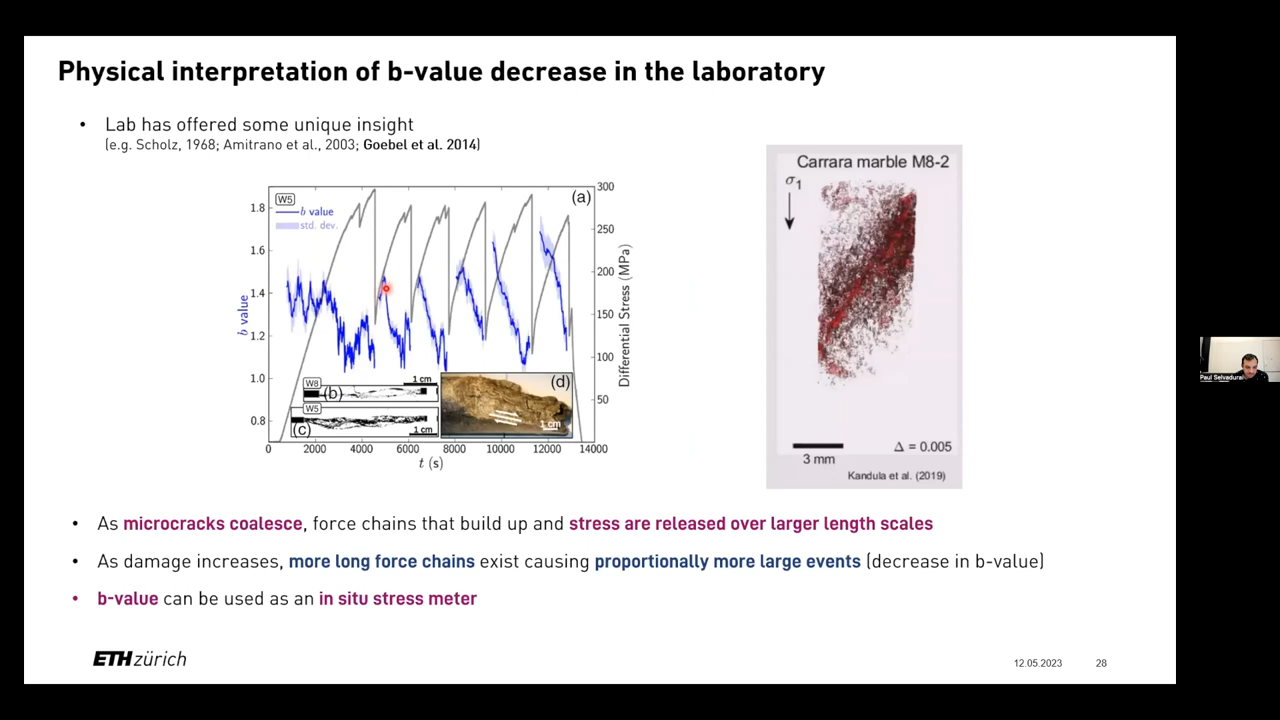 Physical interpretation of b-value decrease in the laboratory
• Lab has offered some unique insight
(e.g. Scholz, 1968; Amitrano et al., 2003; Goebel et al. 2014)
W5
b value
std. dev.
(a)
1.8
1.6
1.4
1.2
1.0
0.8
b value
300
250
200
150
100
50
Differential Stress (MPa)
W8
(b)
1 cm
W5
(c)
1 cm
(d)
1 cm
0 2000 4000 6000 8000 10000 12000 14000
t (s)
Carrara marble M8-2
σ1
3 mm
Δ = 0.005
Kandula et al. (2019)
• As microcracks coalesce, force chains that build up and stress are released over larger length scales
• As damage increases, more long force chains exist causing proportionally more large events (decrease in b-value)
• b-value can be used as an in situ stress meter
ETH zürich
12.05.2023
28
Paul Selvadurai